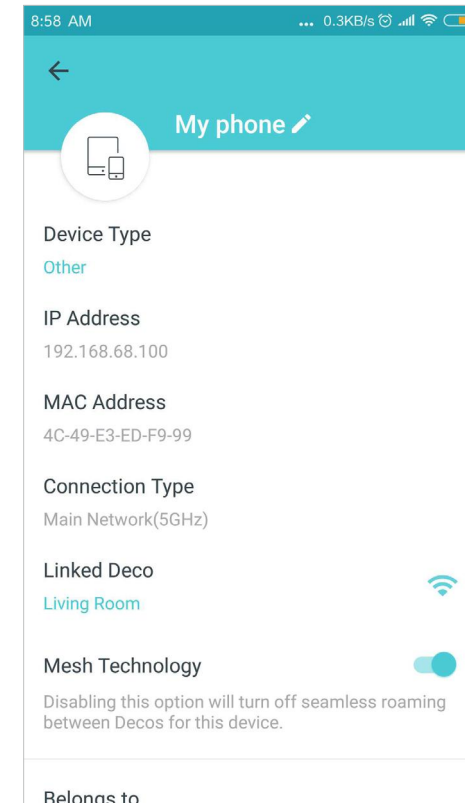 8:58 AM ... 0.3KB/s
My phone
Device Type
Other
IP Address
192.168.68.100
MAC Address
4C-49-E3-ED-F9-99
Connection Type
Main Network(5GHz)
Linked Deco
Living Room
Mesh Technology
Disabling this option will turn off seamless roaming
between Decos for this device.
Belongs to